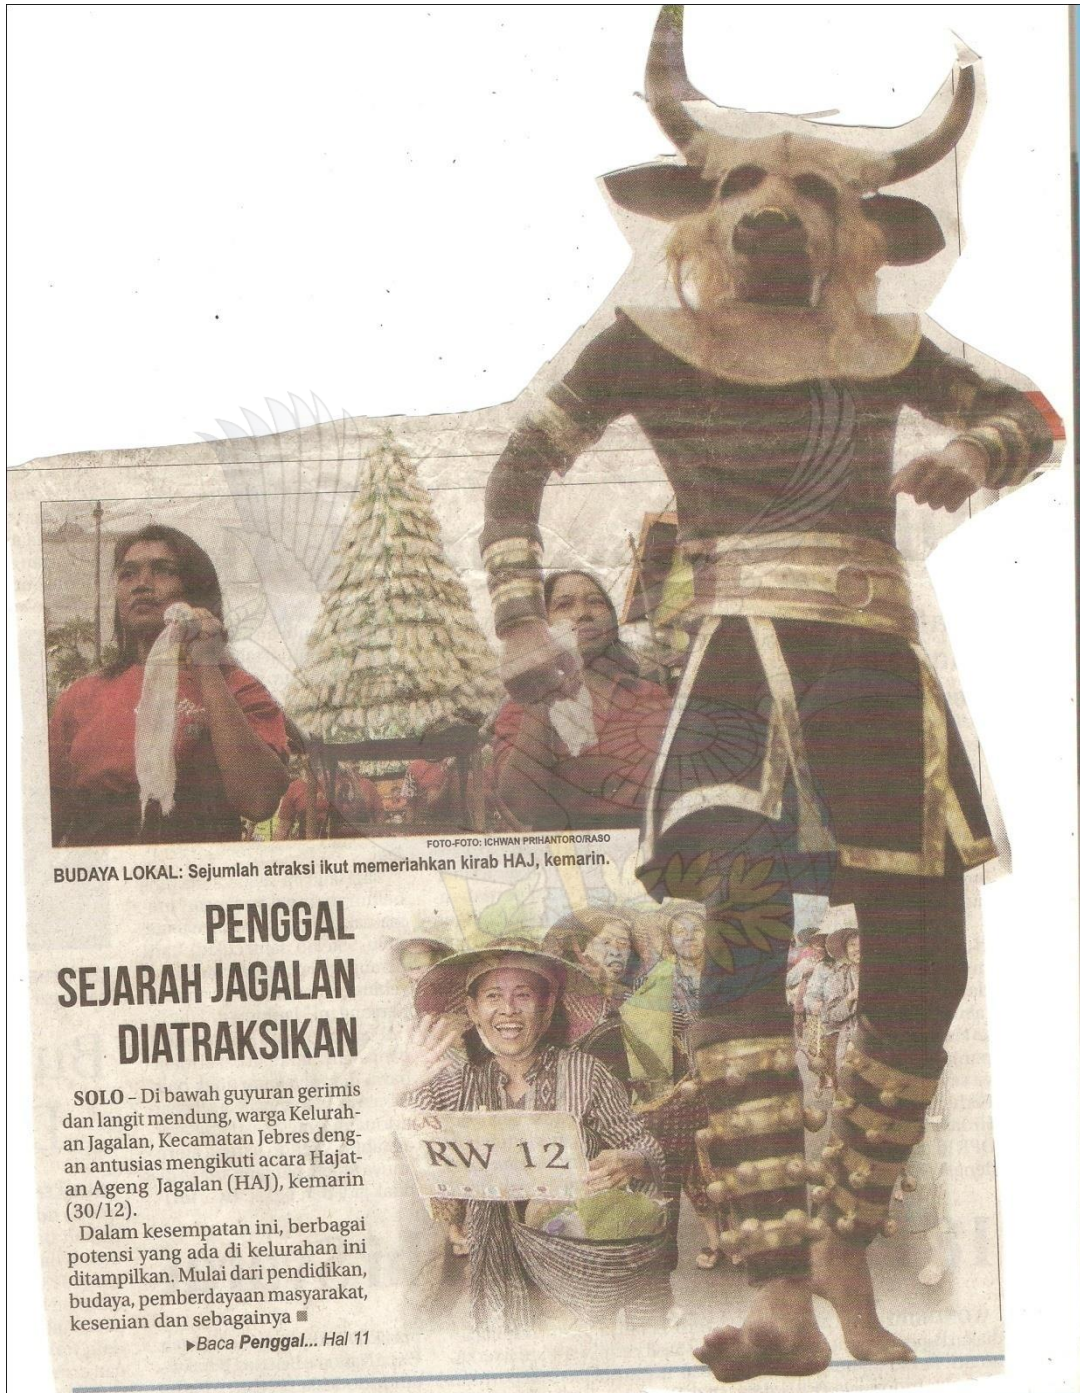 FOTO-FOTO: ICHWAN PRIHANTORO/RASO
BUDAYA LOKAL: Sejumlah atraksi ikut memeriahkan kirab HAJ, kemarin.
PENGGAL
SEJARAH JAGALAN
DIATRAKSIKAN
SOLO – Di bawah guyuran gerimis
dan langit mendung, warga Kelurah-
an Jagalan, Kecamatan Jebres deng-
an antusias mengikuti acara Hajat-
an Ageng Jagalan (HAJ), kemarin
(30/12).
Dalam kesempatan ini, berbagai
potensi yang ada di kelurahan ini
ditampilkan. Mulai dari pendidikan,
budaya, pemberdayaan masyarakat,
kesenian dan sebagainya
▶Baca Penggal... Hal 11
RW 12